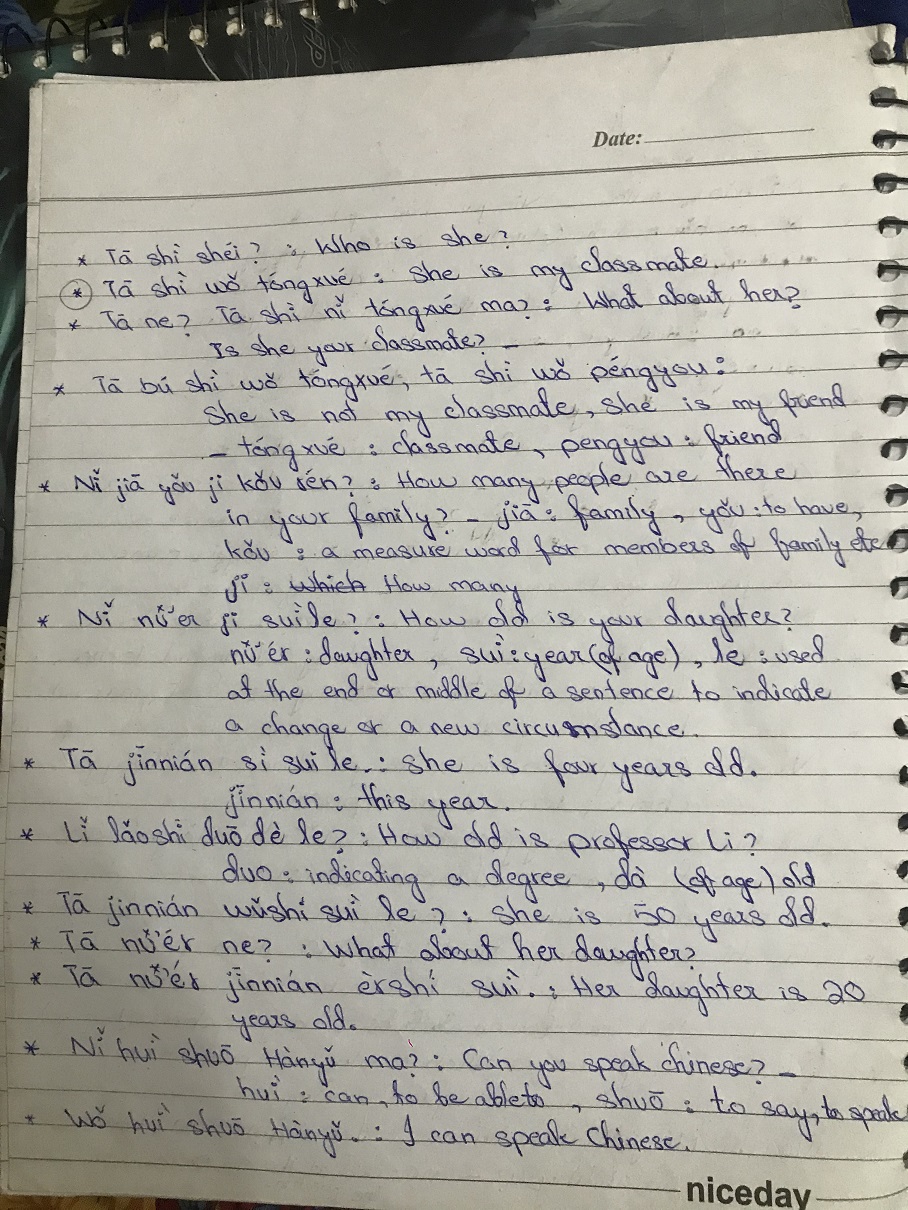 Date:
* Tā shì shéi? : Who is she?
* Tā shì wǒ tóngxué : She is my classmate.
* Tā ne? Tā shì nǐ tóngxué ma? : What about her?
Is she your classmate? –
* Tā bú shì wǒ tóngxué, tā shì wǒ péngyou :
She is not my classmate, she is my friend
– tóngxué : classmate, pengyou : friend
* Nǐ jiā yǒu jǐ kǒu rén? : How many people are there
in your family? – jiā : family, yǒu : to have,
kǒu : a measure word for members of family etc
jǐ : which How many
* Nǐ nǚ'er jǐ suì le? : How old is your daughter?
nǚ'ér : daughter, suì : year (of age), le : used
at the end or middle of a sentence to indicate
a change or a new circumstance.
* Tā jīnnián sì suì le. : she is four years old.
jīnnián : this year.
* Lǐ lǎoshi duō dè le? : How old is professor Li?
duo : indicating a degree, dà (of age) old
* Tā jinnián wǔshí suì le ? : she is 50 years old.
* Tā nǚ'ér ne? : What about her daughter?
* Tā nǚ'ér jīnnián èrshí suì. : Her daughter is 20
years old.
* Nǐ huì shuō Hànyǔ ma? : Can you speak chinese? –
huì : can, to be able to, shuō : to say, to speak
* Wǒ huì shuō Hànyǔ. : I can speak Chinese.
niceday